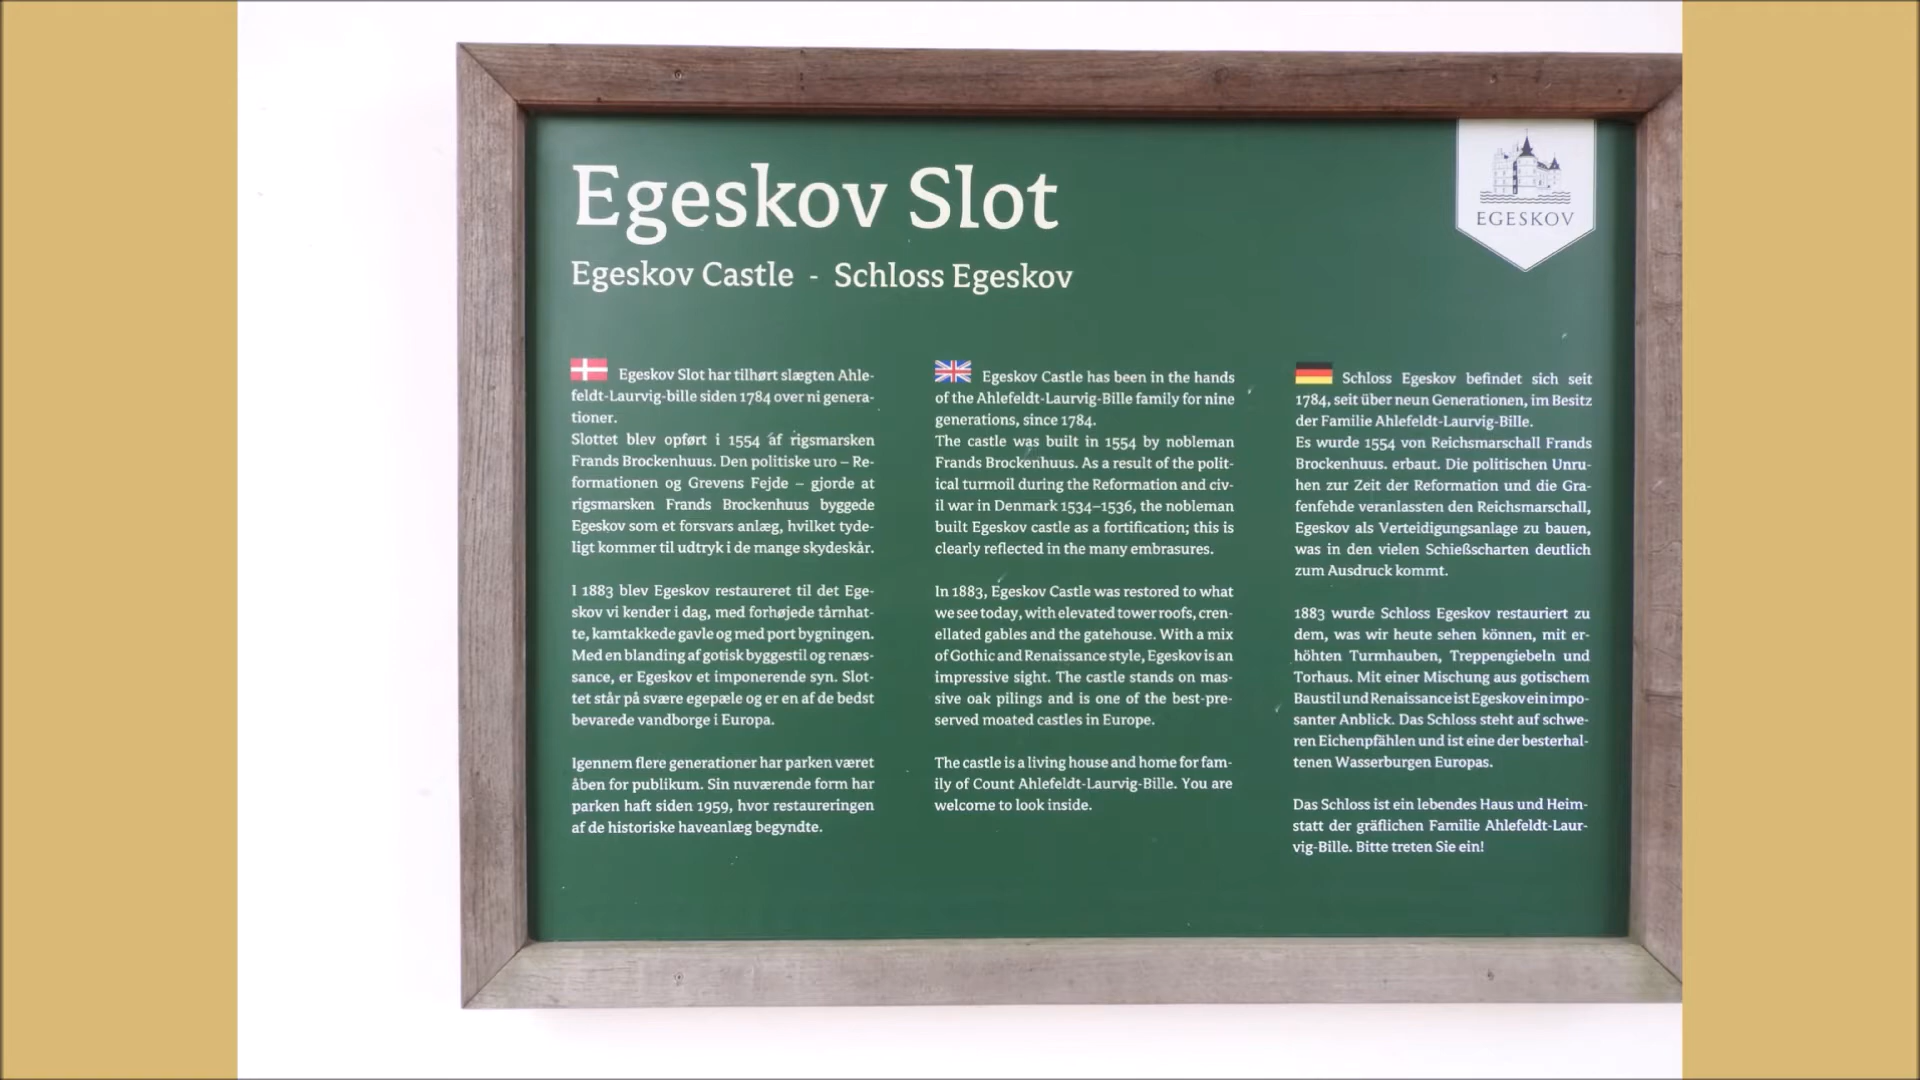 Egeskov Slot
EGESKOV
Egeskov Castle - Schloss Egeskov
Egeskov Slot har tilhørt slægten Ahle-
feldt-Laurvig-bille siden 1784 over ni genera-
tioner.
Slottet blev opført i 1554 af rigsmarsken
Frands Brockenhuus. Den politiske uro – Re-
formationen og Grevens Fejde – gjorde at
rigsmarsken Frands Brockenhuus byggede
Egeskov som et forsvars anlæg, hvilket tyde-
ligt kommer til udtryk i de mange skydeskår.
I 1883 blev Egeskov restaureret til det Ege-
skov vi kender i dag, med forhøjede tårnhat-
te, kamtakkede gavle og med port bygningen.
Med en blanding af gotisk byggestil og renæs-
sance, er Egeskov et imponerende syn. Slot-
tet står på svære egepæle og er en af de bedst
bevarede vandborge i Europa.
Igennem flere generationer har parken været
åben for publikum. Sin nuværende form har
parken haft siden 1959, hvor restaureringen
af de historiske haveanlæg begyndte.
Egeskov Castle has been in the hands
of the Ahlefeldt-Laurvig-Bille family for nine
generations, since 1784.
The castle was built in 1554 by nobleman
Frands Brockenhuus. As a result of the polit-
ical turmoil during the Reformation and civ-
il war in Denmark 1534–1536, the nobleman
built Egeskov castle as a fortification; this is
clearly reflected in the many embrasures.
In 1883, Egeskov Castle was restored to what
we see today, with elevated tower roofs, cren-
ellated gables and the gatehouse. With a mix
of Gothic and Renaissance style, Egeskov is an
impressive sight. The castle stands on mas-
sive oak pilings and is one of the best-pre-
served moated castles in Europe.
The castle is a living house and home for fam-
ily of Count Ahlefeldt-Laurvig-Bille. You are
welcome to look inside.
Schloss Egeskov befindet sich seit
1784, seit über neun Generationen, im Besitz
der Familie Ahlefeldt-Laurvig-Bille.
Es wurde 1554 von Reichsmarschall Frands
Brockenhuus. erbaut. Die politischen Unru-
hen zur Zeit der Reformation und die Gra-
fenfehde veranlassten den Reichsmarschall,
Egeskov als Verteidigungsanlage zu bauen,
was in den vielen Schießscharten deutlich
zum Ausdruck kommt.
1883 wurde Schloss Egeskov restauriert zu
dem, was wir heute sehen können, mit er-
höhten Turmhauben, Treppengiebeln und
Torhaus. Mit einer Mischung aus gotischem
Baustil und Renaissance ist Egeskov ein impo-
santer Anblick. Das Schloss steht auf schwe-
ren Eichenpfählen und ist eine der besterhal-
tenen Wasserburgen Europas.
Das Schloss ist ein lebendes Haus und Heim-
statt der gräflichen Familie Ahlefeldt-Laur-
vig-Bille. Bitte treten Sie ein!